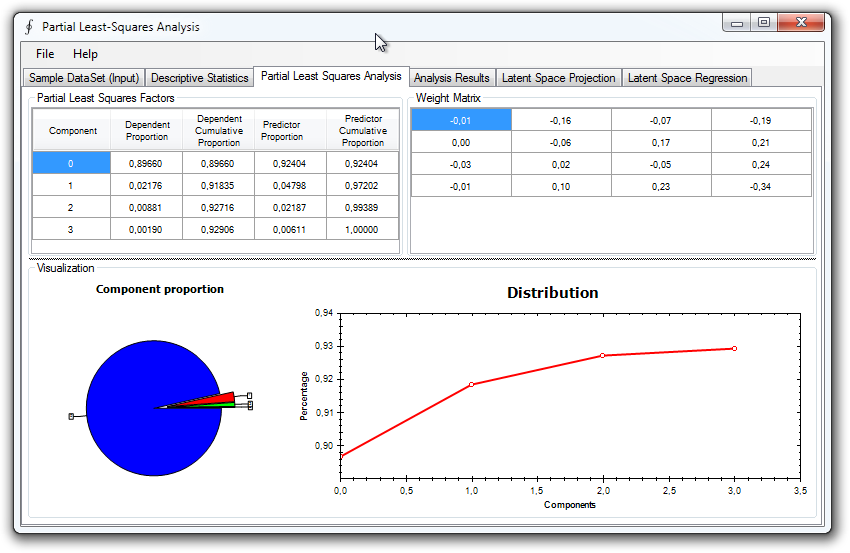 Partial Least-Squares Analysis
File Help
Sample DataSet (Input) Descriptive Statistics Partial Least Squares Analysis Analysis Results Latent Space Projection Latent Space Regression
Partial Least Squares Factors
Component Dependent Proportion Dependent Cumulative Proportion Predictor Proportion Predictor Cumulative Proportion
0 0,89660 0,89660 0,92404 0,92404
1 0,02176 0,91835 0,04798 0,97202
2 0,00881 0,92716 0,02187 0,99389
3 0,00190 0,92906 0,00611 1,00000
Weight Matrix
-0,01 -0,16 -0,07 -0,19
0,00 -0,06 0,17 0,21
-0,03 0,02 -0,05 0,24
-0,01 0,10 0,23 -0,34
Visualization
Component proportion
Distribution
Percentage
0,94
0,93
0,92
0,91
0,90
0,0 0,5 1,0 1,5 2,0 2,5 3,0 3,5
Components